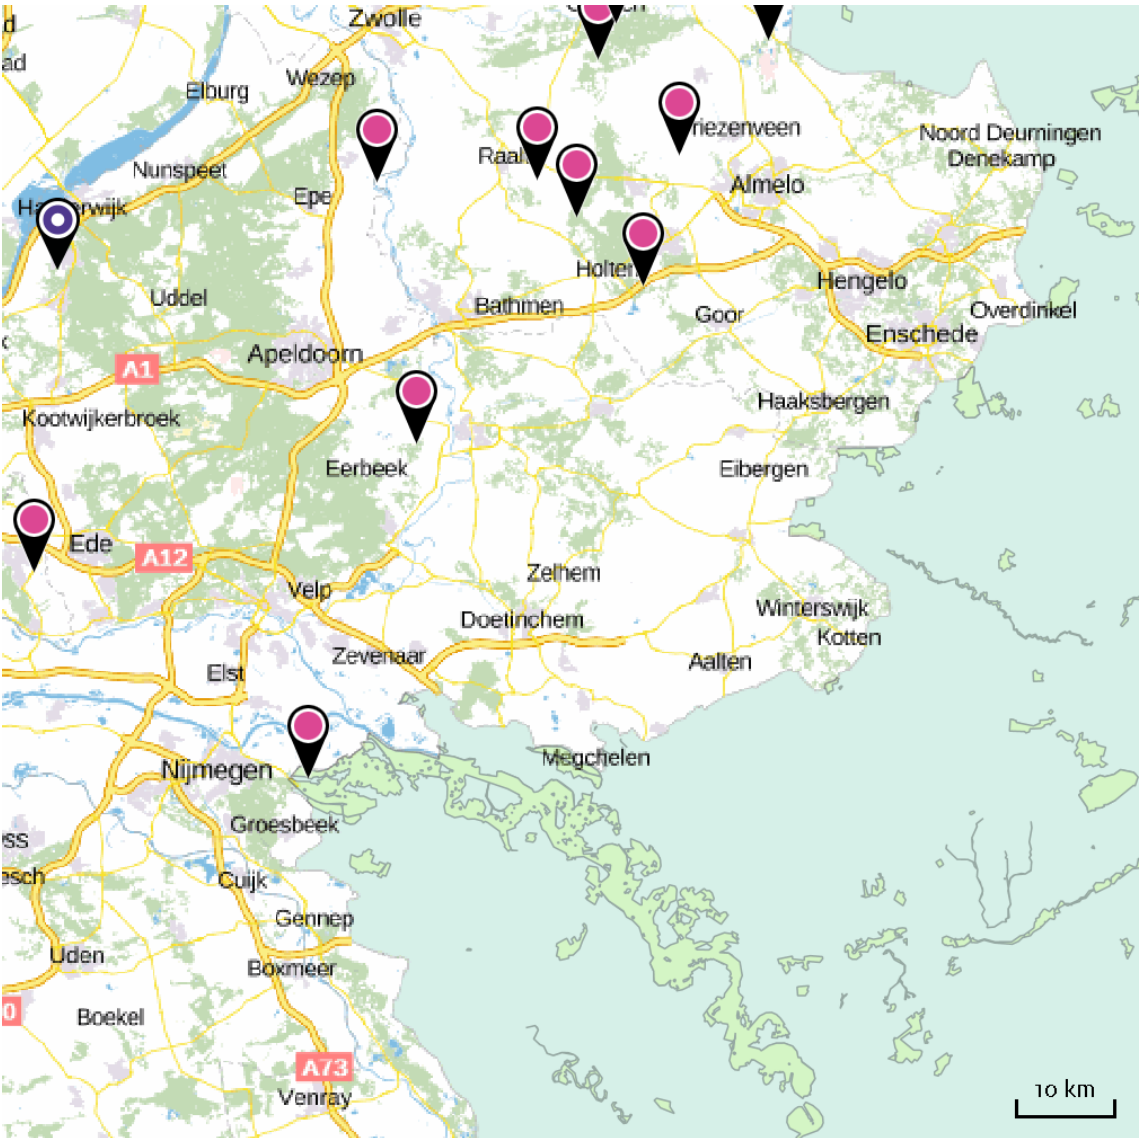 Zwolle
Wezep
Elburg
Nunspeet
Noord Deurningen
Denekamp
Almelo
Epe
Holten
Hengelo
Uddel
Bathmen
Goor
Overdinkel
Enschede
Apeldoorn
A1
Haaksbergen
Kootwijkerbroek
Eerbeek
Eibergen
Ede
A12
Velp
Zelhem
Winterswijk
Doetinchem
Kotten
Zevenaar
Aalten
Elst
Megchelen
Nijmegen
Groesbeek
Cuijk
Gennep
Uden
Boxmeer
Boekel
A73
10 km
Venray